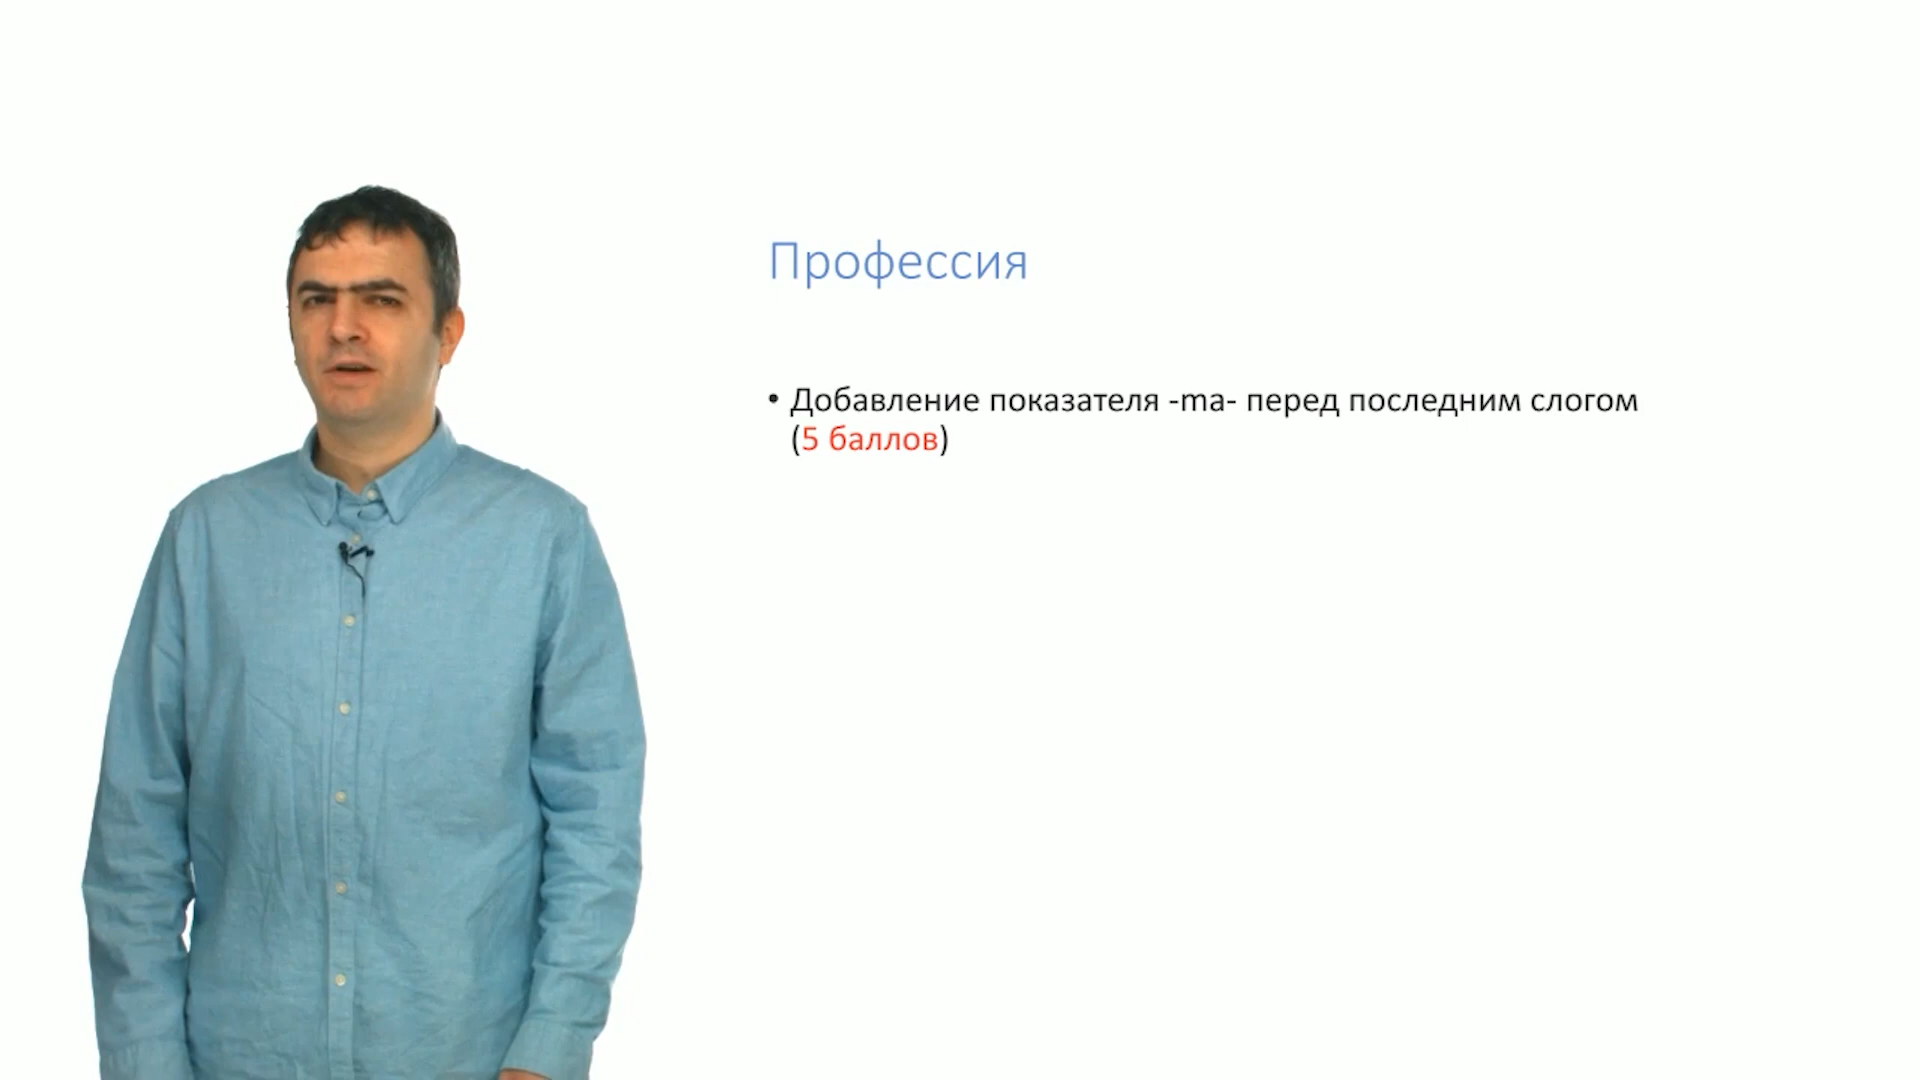 Профессия
• Добавление показателя -ma- перед последним слогом
(5 баллов)